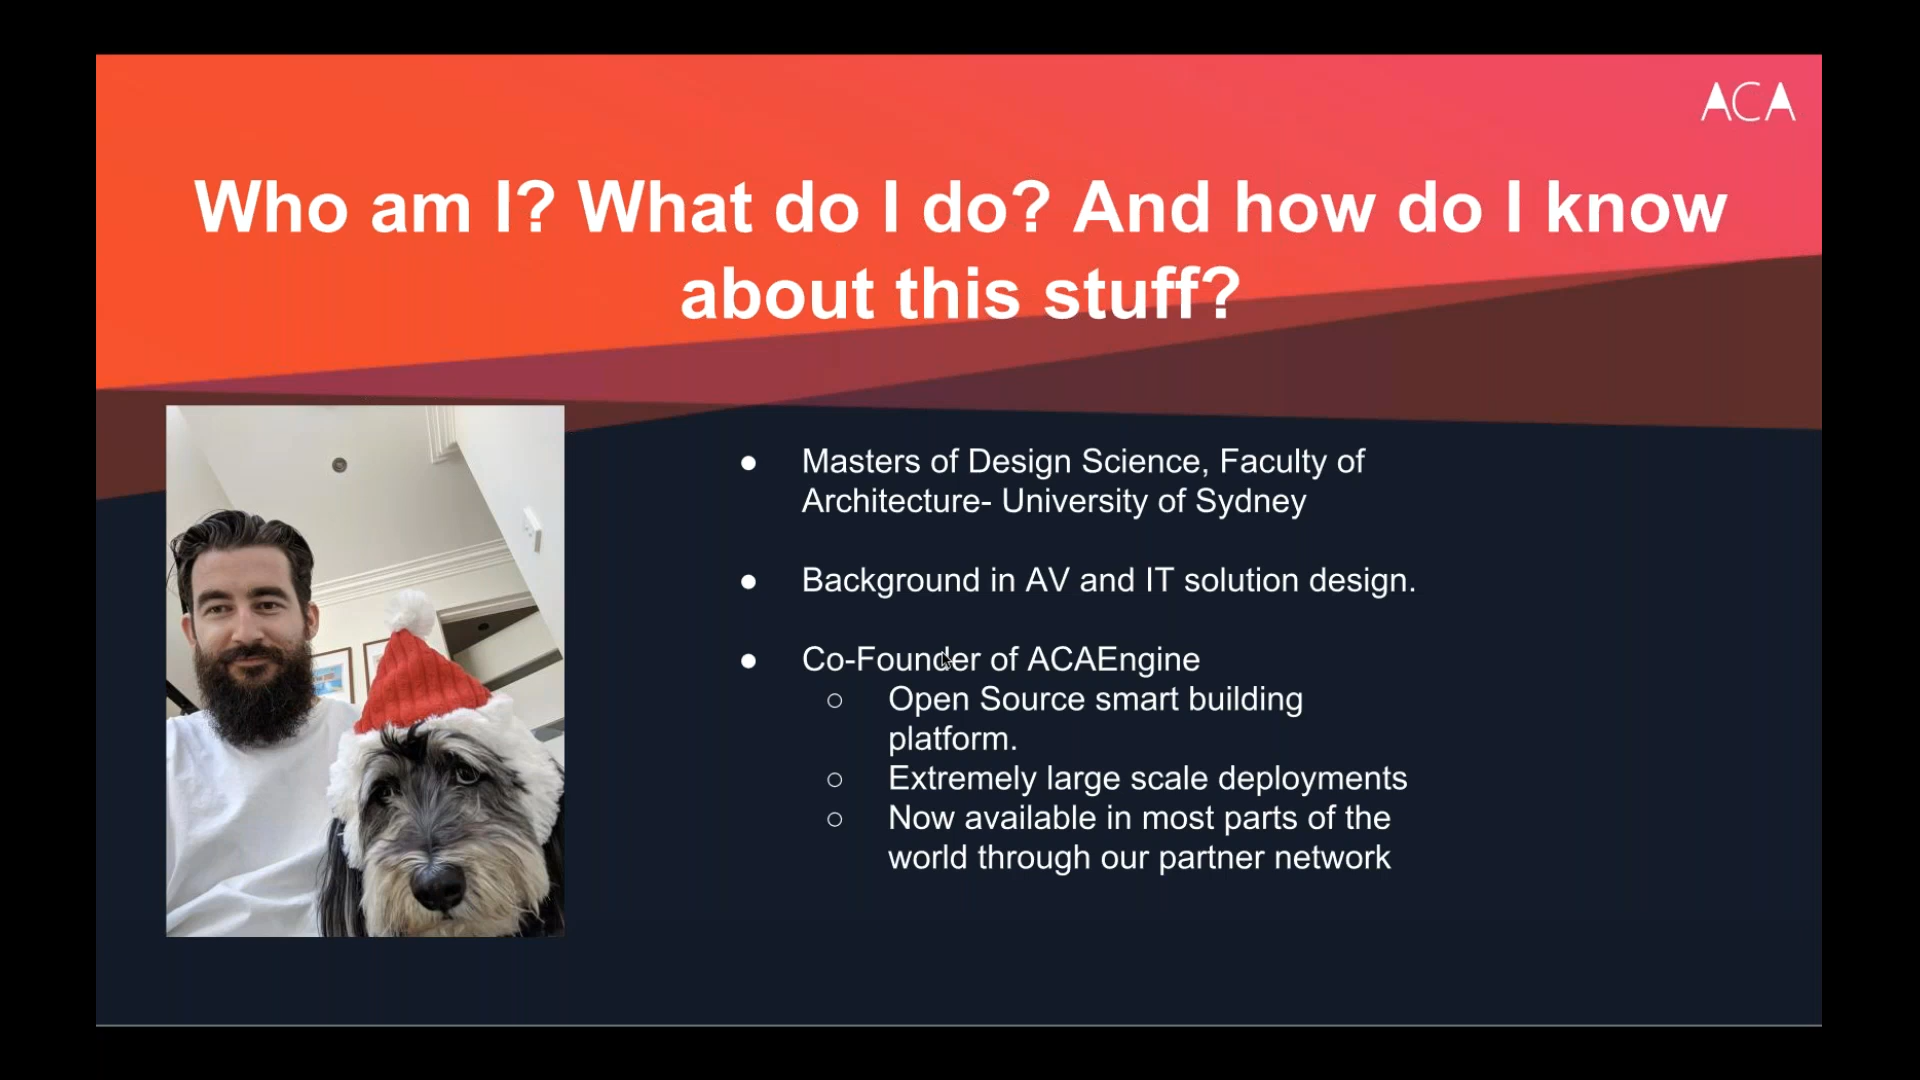 ACA
Who am I? What do I do? And how do I know
about this stuff?
● Masters of Design Science, Faculty of
Architecture- University of Sydney
● Background in AV and IT solution design.
● Co-Founder of ACAEngine
○ Open Source smart building
platform.
○ Extremely large scale deployments
○ Now available in most parts of the
world through our partner network